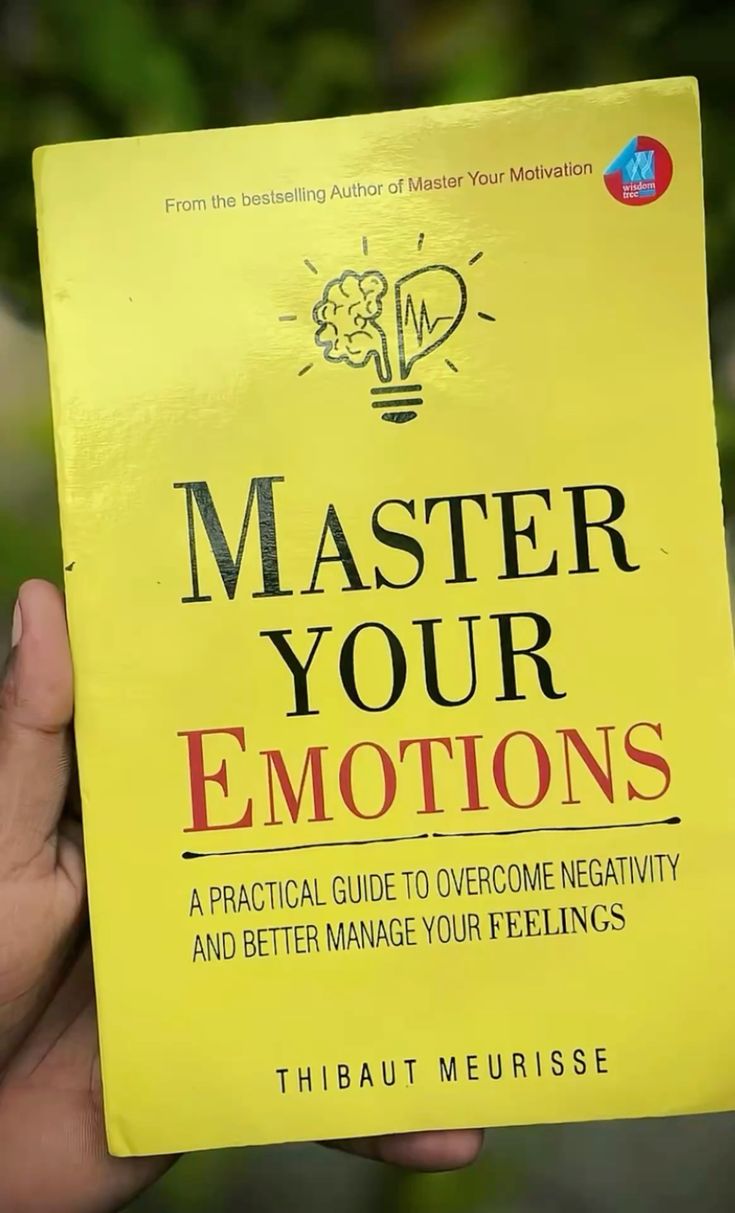 From the bestselling Author of Master Your Motivation
W
wisdom
tree
MASTER
YOUR
EMOTIONS
A PRACTICAL GUIDE TO OVERCOME NEGATIVITY
AND BETTER MANAGE YOUR FEELINGS
THIBAUT MEURISSE